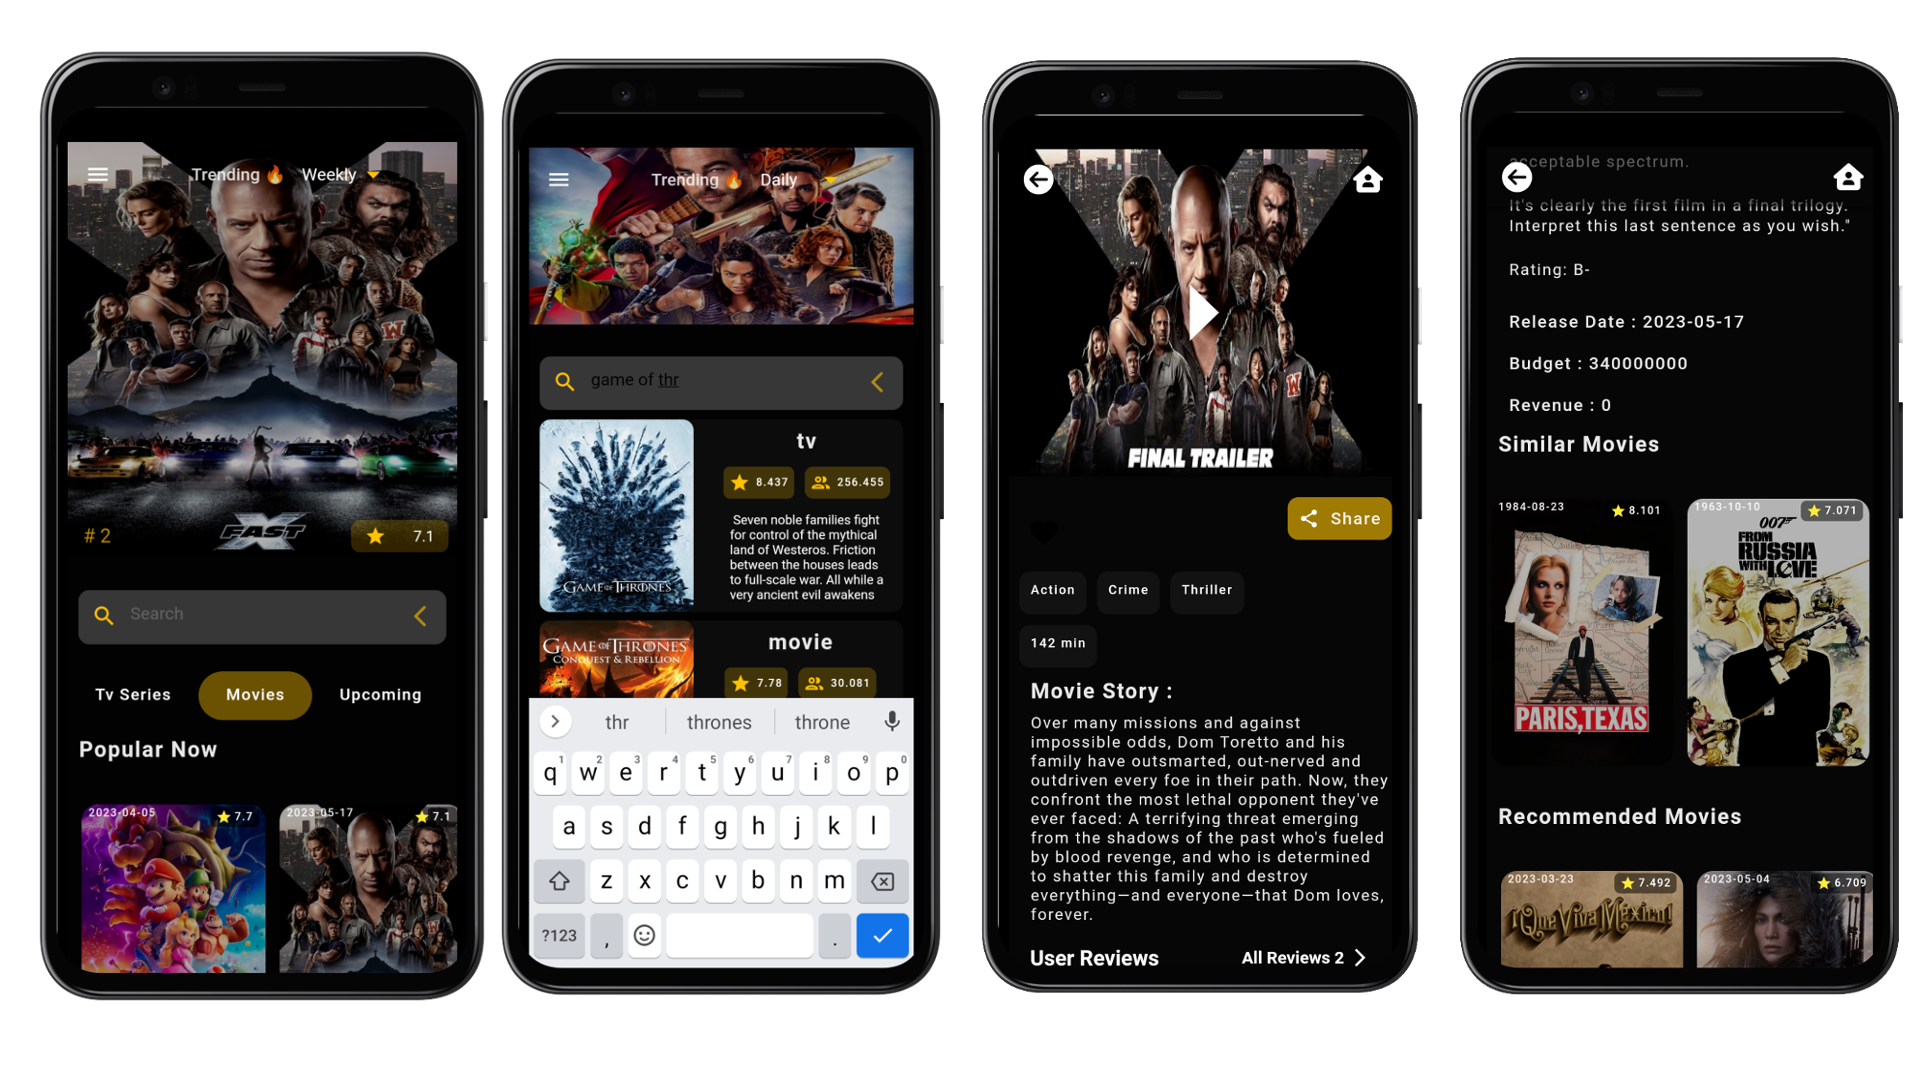 Trending 🔥 Weekly
# 2
FAST X
7.1
Search
Tv Series Movies Upcoming
Popular Now
2023-04-05
7.7
2023-05-17
7.1
Trending 🔥 Daily
game of thr
GAME OF THRONES
tv
8.437 256.455
Seven noble families fight
for control of the mythical
land of Westeros. Friction
between the houses leads
to full-scale war. All while a
very ancient evil awakens
GAME OF THRONES
CONQUEST & REBELLION
movie
7.78 30.081
thr thrones throne
q1 w2 e3 r4 t5 y6 u7 i8 o9 p0
a s d f g h j k l
z x c v b n m
?123 , .
W
FINAL TRAILER
Share
Action Crime Thriller
142 min
Movie Story :
Over many missions and against
impossible odds, Dom Toretto and his
family have outsmarted, out-nerved and
outdriven every foe in their path. Now, they
confront the most lethal opponent they've
ever faced: A terrifying threat emerging
from the shadows of the past who's fueled
by blood revenge, and who is determined
to shatter this family and destroy
everything—and everyone—that Dom loves,
forever.
User Reviews All Reviews 2
acceptable spectrum.
It's clearly the first film in a final trilogy.
Interpret this last sentence as you wish."
Rating: B-
Release Date : 2023-05-17
Budget : 340000000
Revenue : 0
Similar Movies
1984-08-23
8.101
PARIS, TEXAS
1963-10-10
7.071
007
FROM
RUSSIA
WITH LOVE
Recommended Movies
2023-03-23
7.492
¡Que Viva México!
2023-05-04
6.709